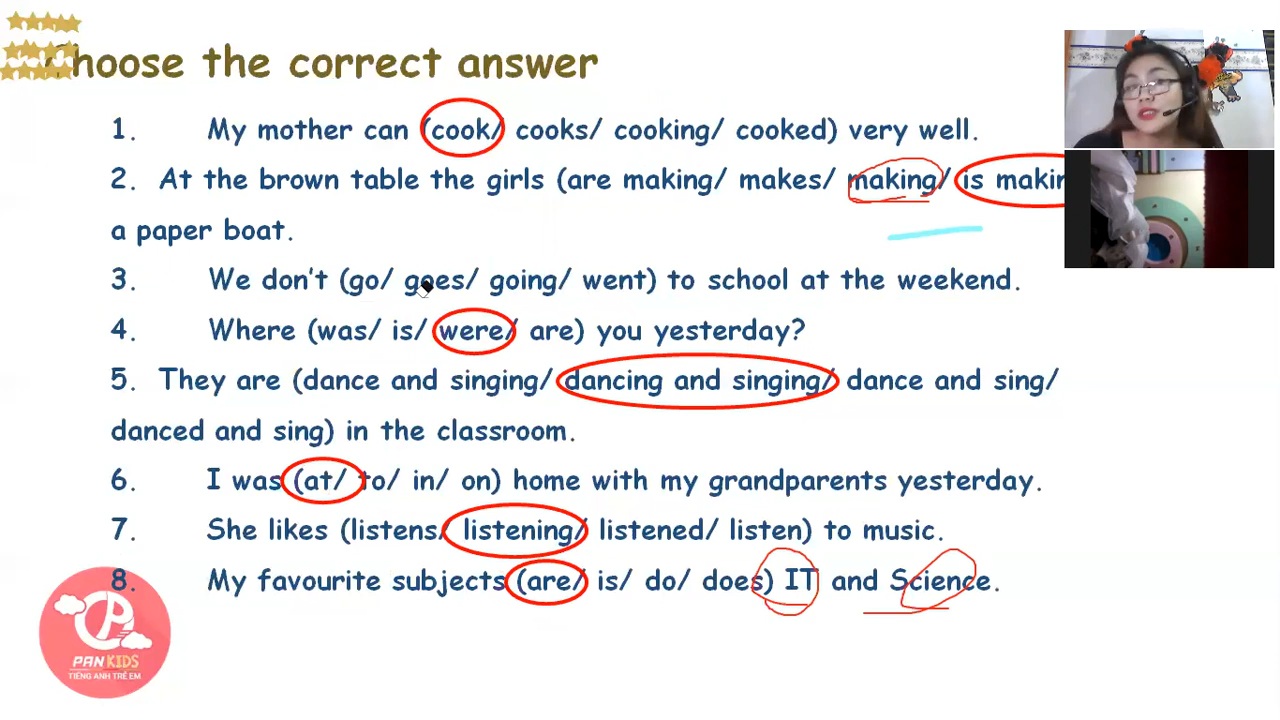 Choose the correct answer
1. My mother can (cook/ cooks/ cooking/ cooked) very well.
2. At the brown table the girls (are making/ makes/ making/ is makin
a paper boat.
3. We don't (go/ goes/ going/ went) to school at the weekend.
4. Where (was/ is/ were/ are) you yesterday?
5. They are (dance and singing/ dancing and singing/ dance and sing/
danced and sing) in the classroom.
6. I was (at/ to/ in/ on) home with my grandparents yesterday.
7. She likes (listens/ listening/ listened/ listen) to music.
8. My favourite subjects (are/ is/ do/ does) IT and Science.
PAN KIDS
TIẾNG ANH TRẺ EM